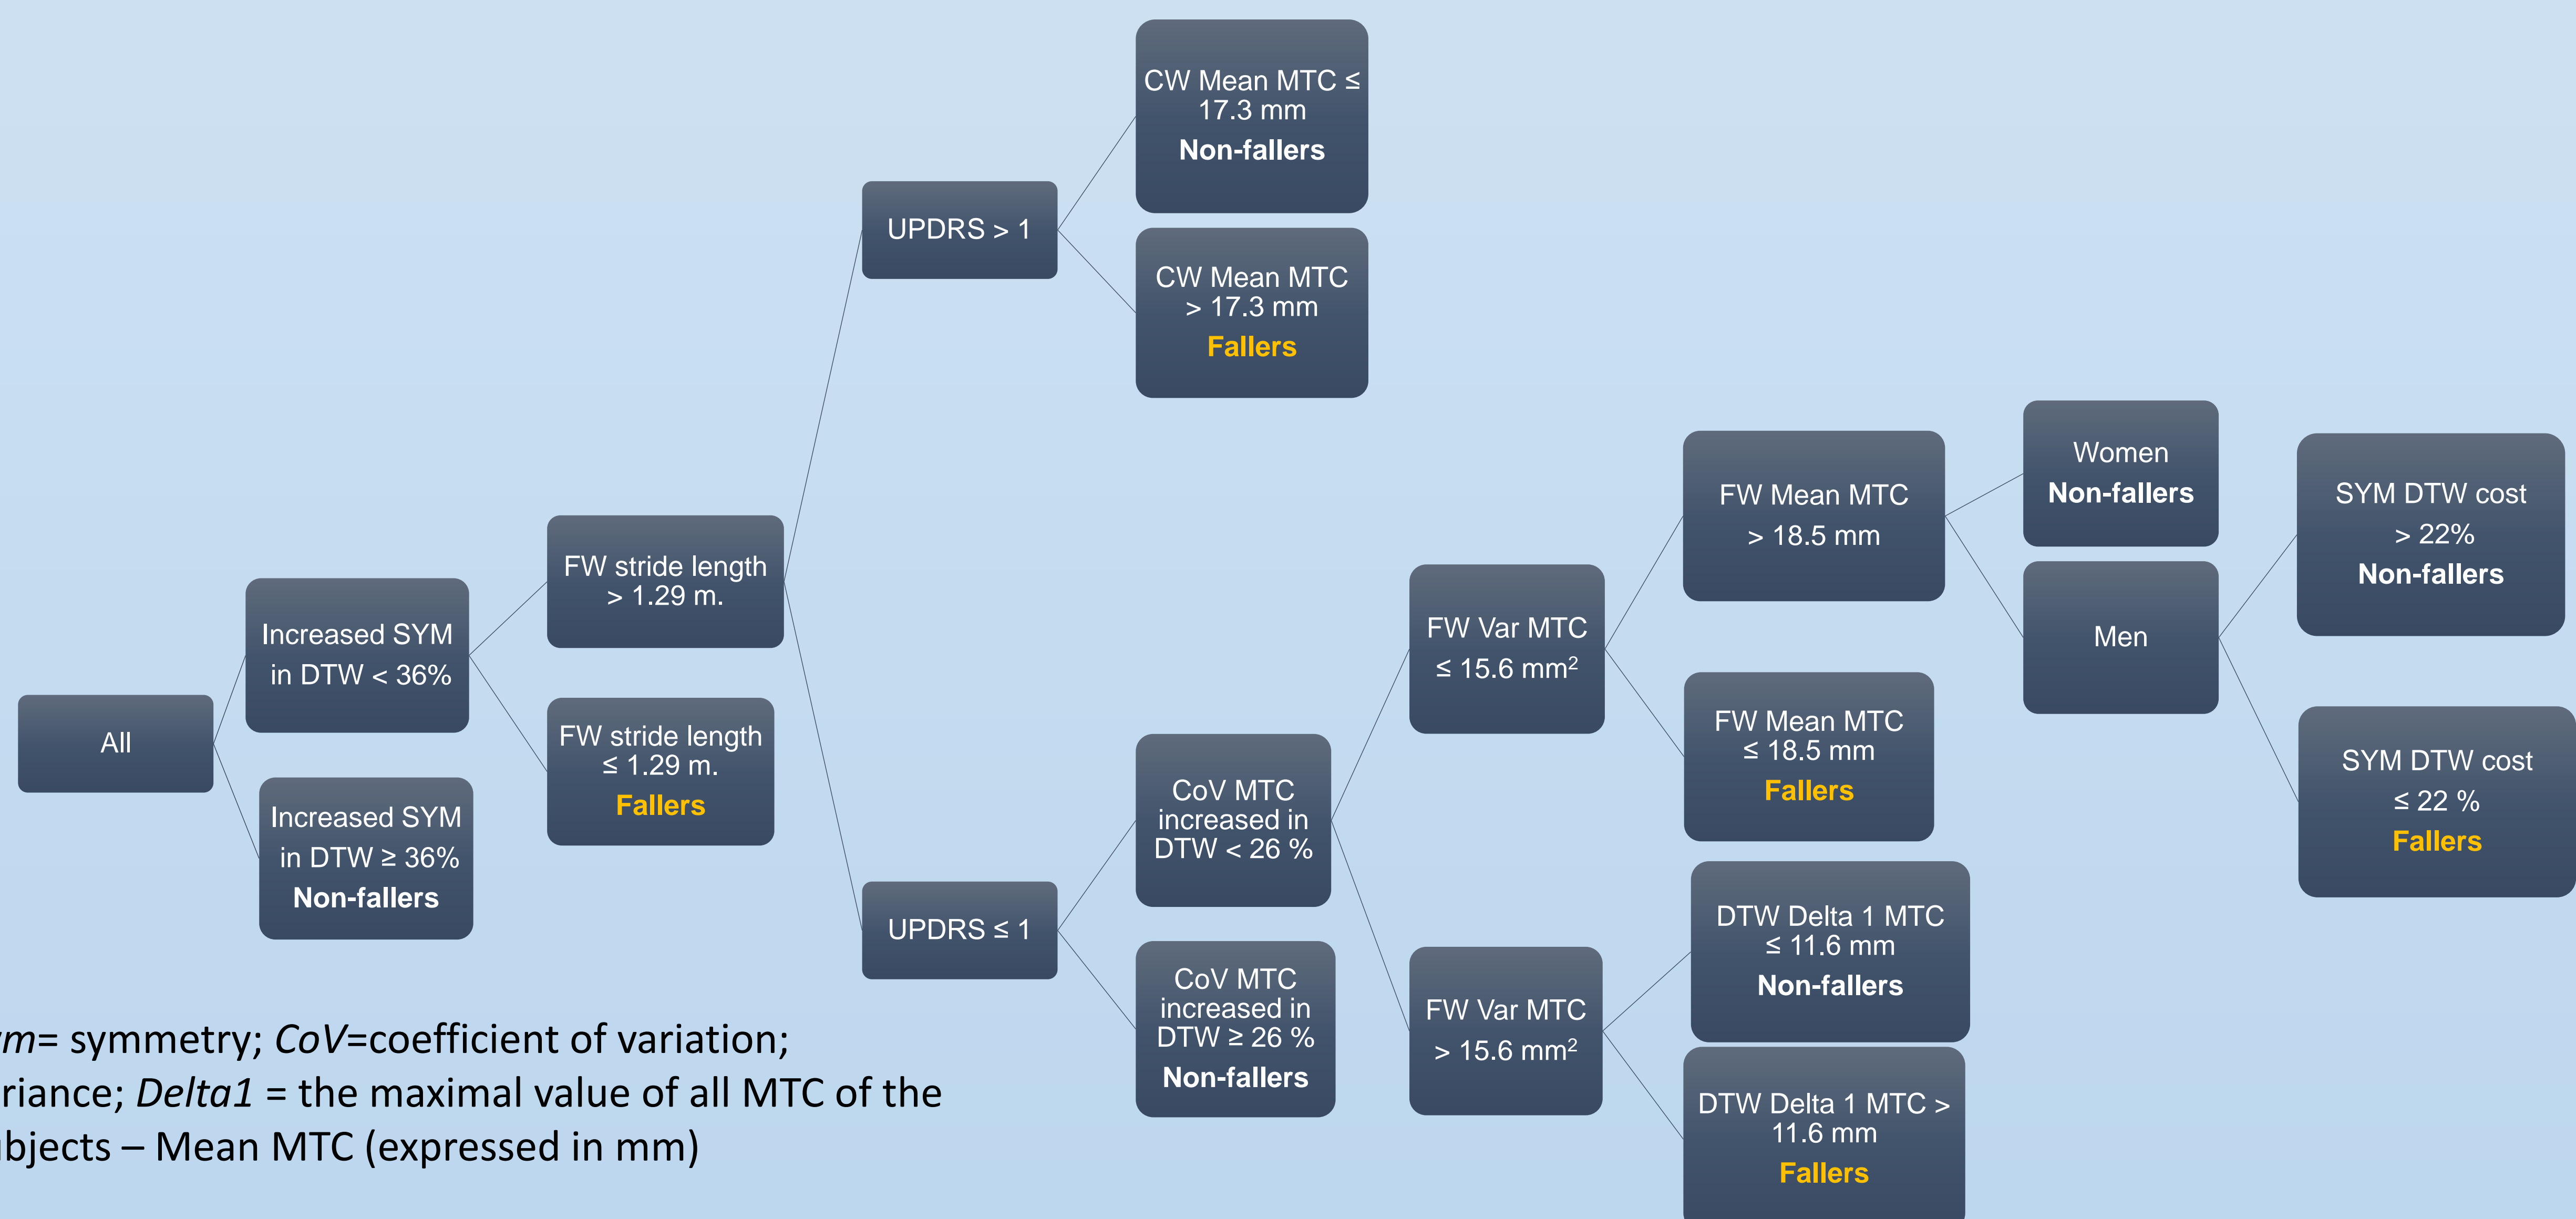 All
Increased SYM
in DTW < 36%
Increased SYM
in DTW ≥ 36%
Non-fallers
FW stride length
> 1.29 m.
FW stride length
≤ 1.29 m.
Fallers
UPDRS > 1
UPDRS ≤ 1
CW Mean MTC ≤
17.3 mm
Non-fallers
CW Mean MTC
> 17.3 mm
Fallers
CoV MTC
increased in
DTW < 26 %
CoV MTC
increased in
DTW ≥ 26 %
Non-fallers
FW Var MTC
≤ 15.6 mm²
FW Var MTC
> 15.6 mm²
FW Mean MTC
> 18.5 mm
FW Mean MTC
≤ 18.5 mm
Fallers
DTW Delta 1 MTC
≤ 11.6 mm
Non-fallers
DTW Delta 1 MTC >
11.6 mm
Fallers
Women
Non-fallers
Men
SYM DTW cost
> 22%
Non-fallers
SYM DTW cost
≤ 22 %
Fallers
m= symmetry; CoV=coefficient of variation;
riance; Delta1 = the maximal value of all MTC of the
bjects – Mean MTC (expressed in mm)